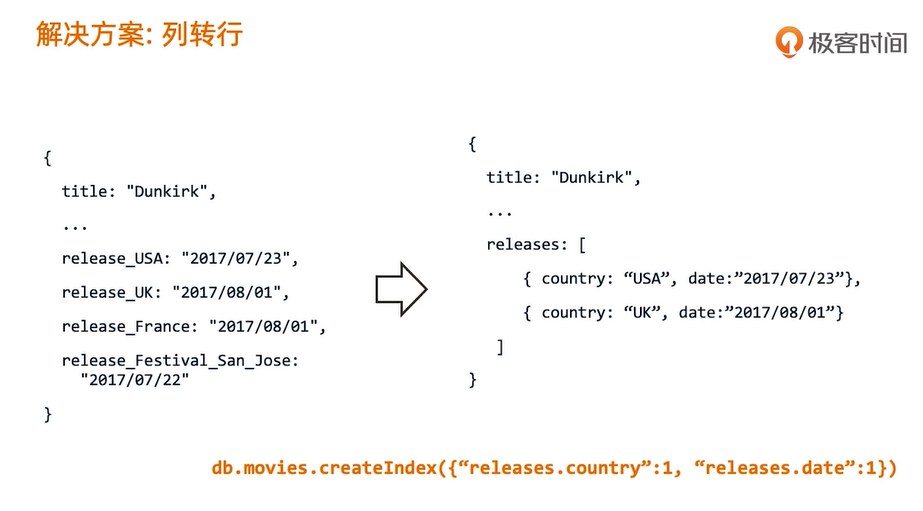 解决方案: 列转行
极客时间
{
title: "Dunkirk",
...
release_USA: "2017/07/23",
release_UK: "2017/08/01",
release_France: "2017/08/01",
release_Festival_San_Jose:
"2017/07/22"
}
{
title: "Dunkirk",
...
releases: [
{ country: “USA”, date:”2017/07/23”},
{ country: “UK”, date:”2017/08/01”}
]
}
db.movies.createIndex({“releases.country”:1, “releases.date”:1})